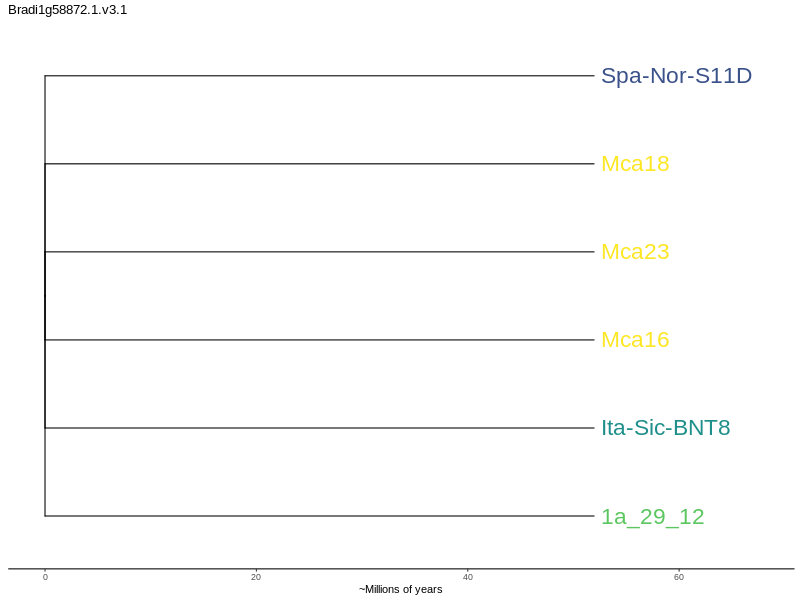 Bradi1g58872.1.v3.1
Spa-Nor-S11D
Mca18
Mca23
Mca16
Ita-Sic-BNT8
1a_29_12
0 20 40 60
~Millions of years